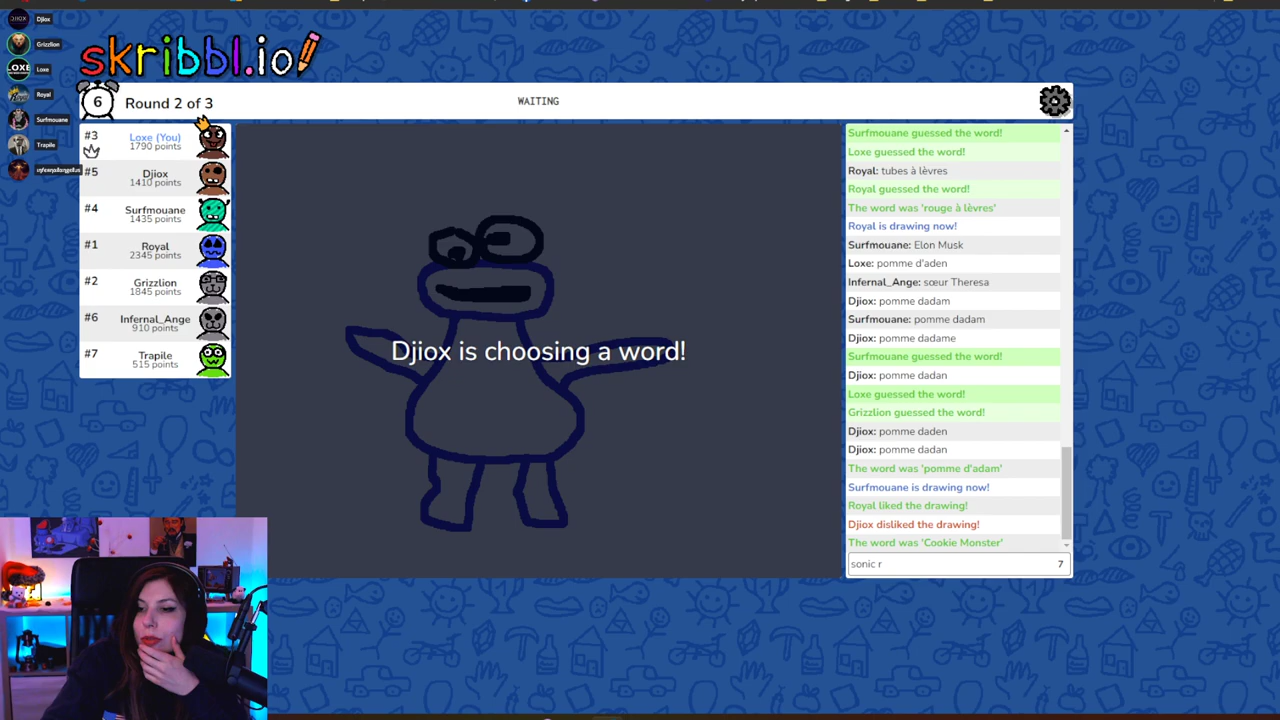 Djiox
Grizzlion
Loxe
Royal
Surfmouane
Trapile
DJIOX
LOXE
skribbl.io
6
Round 2 of 3
WAITING
#3
Loxe (You)
1790 points
#5
Djiox
1410 points
#4
Surfmouane
1435 points
#1
Royal
2345 points
#2
Grizzlion
1845 points
#6
Infernal_Ange
910 points
#7
Trapile
515 points
Djiox is choosing a word!
Surfmouane guessed the word!
Loxe guessed the word!
Royal: tubes à lèvres
Royal guessed the word!
The word was 'rouge à lèvres'
Royal is drawing now!
Surfmouane: Elon Musk
Loxe: pomme d'aden
Infernal_Ange: sœur Theresa
Djiox: pomme dadam
Surfmouane: pomme dadam
Djiox: pomme dadame
Surfmouane guessed the word!
Djiox: pomme dadan
Loxe guessed the word!
Grizzlion guessed the word!
Djiox: pomme daden
Djiox: pomme dadan
The word was 'pomme d'adam'
Surfmouane is drawing now!
Royal liked the drawing!
Djiox disliked the drawing!
The word was 'Cookie Monster'
sonic r 7